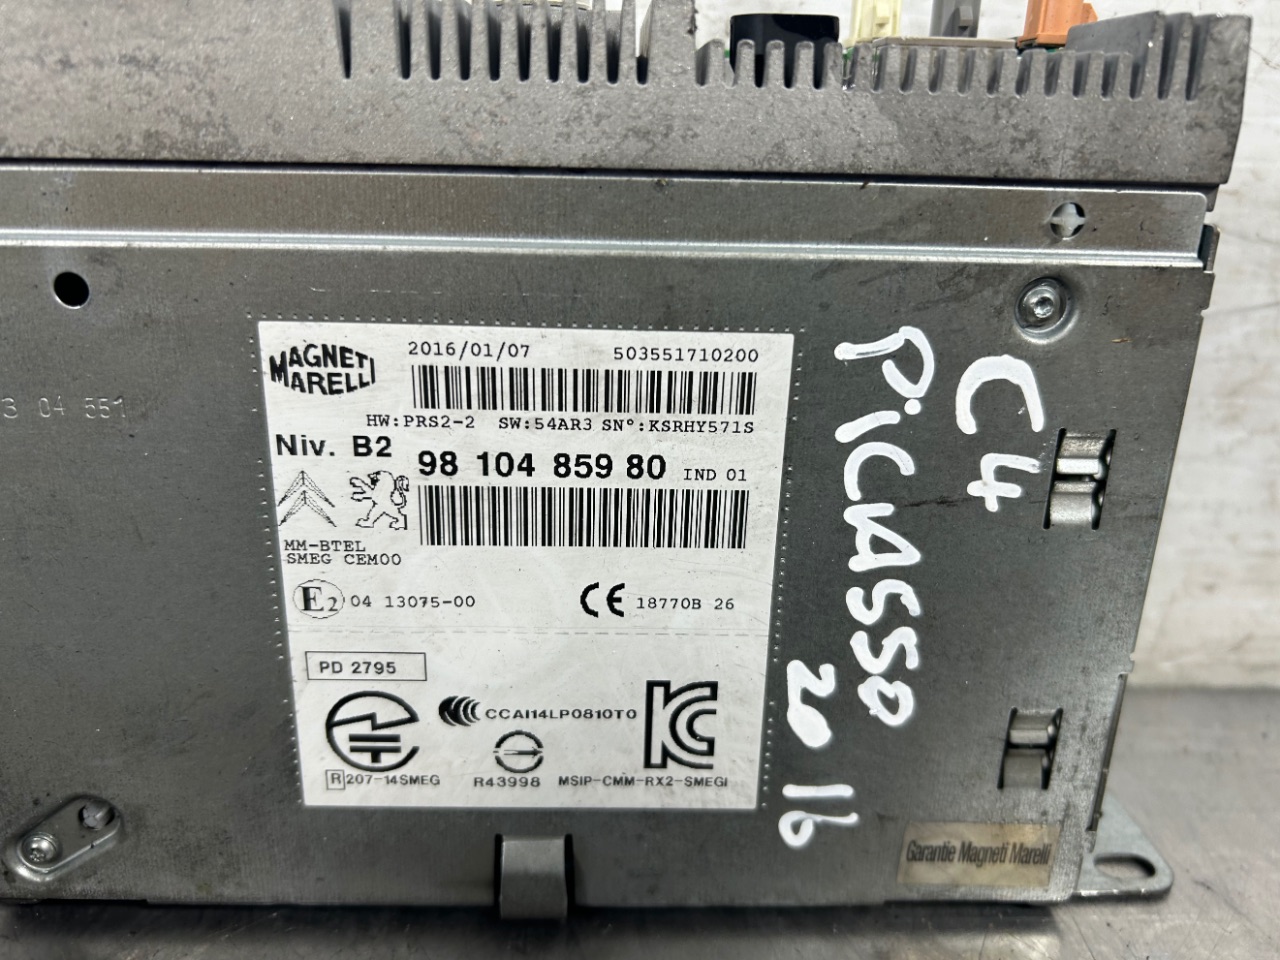 3 04 551
MAGNETI
MARELLI
2016/01/07 503551710200
HW:PRS2-2 SW:54AR3 SN°:KSRHY571S
Niv. B2
98 104 859 80 IND 01
MM-BTEL
SMEG CEM00
E2 04 13075-00
CE 18770B 26
PD 2795
CCAI14LP0810T0
R 207-14SMEG
R43998
MSIP-CMM-RX2-SMEGI
C4
PICASSO
2016
Garantie Magneti Marelli